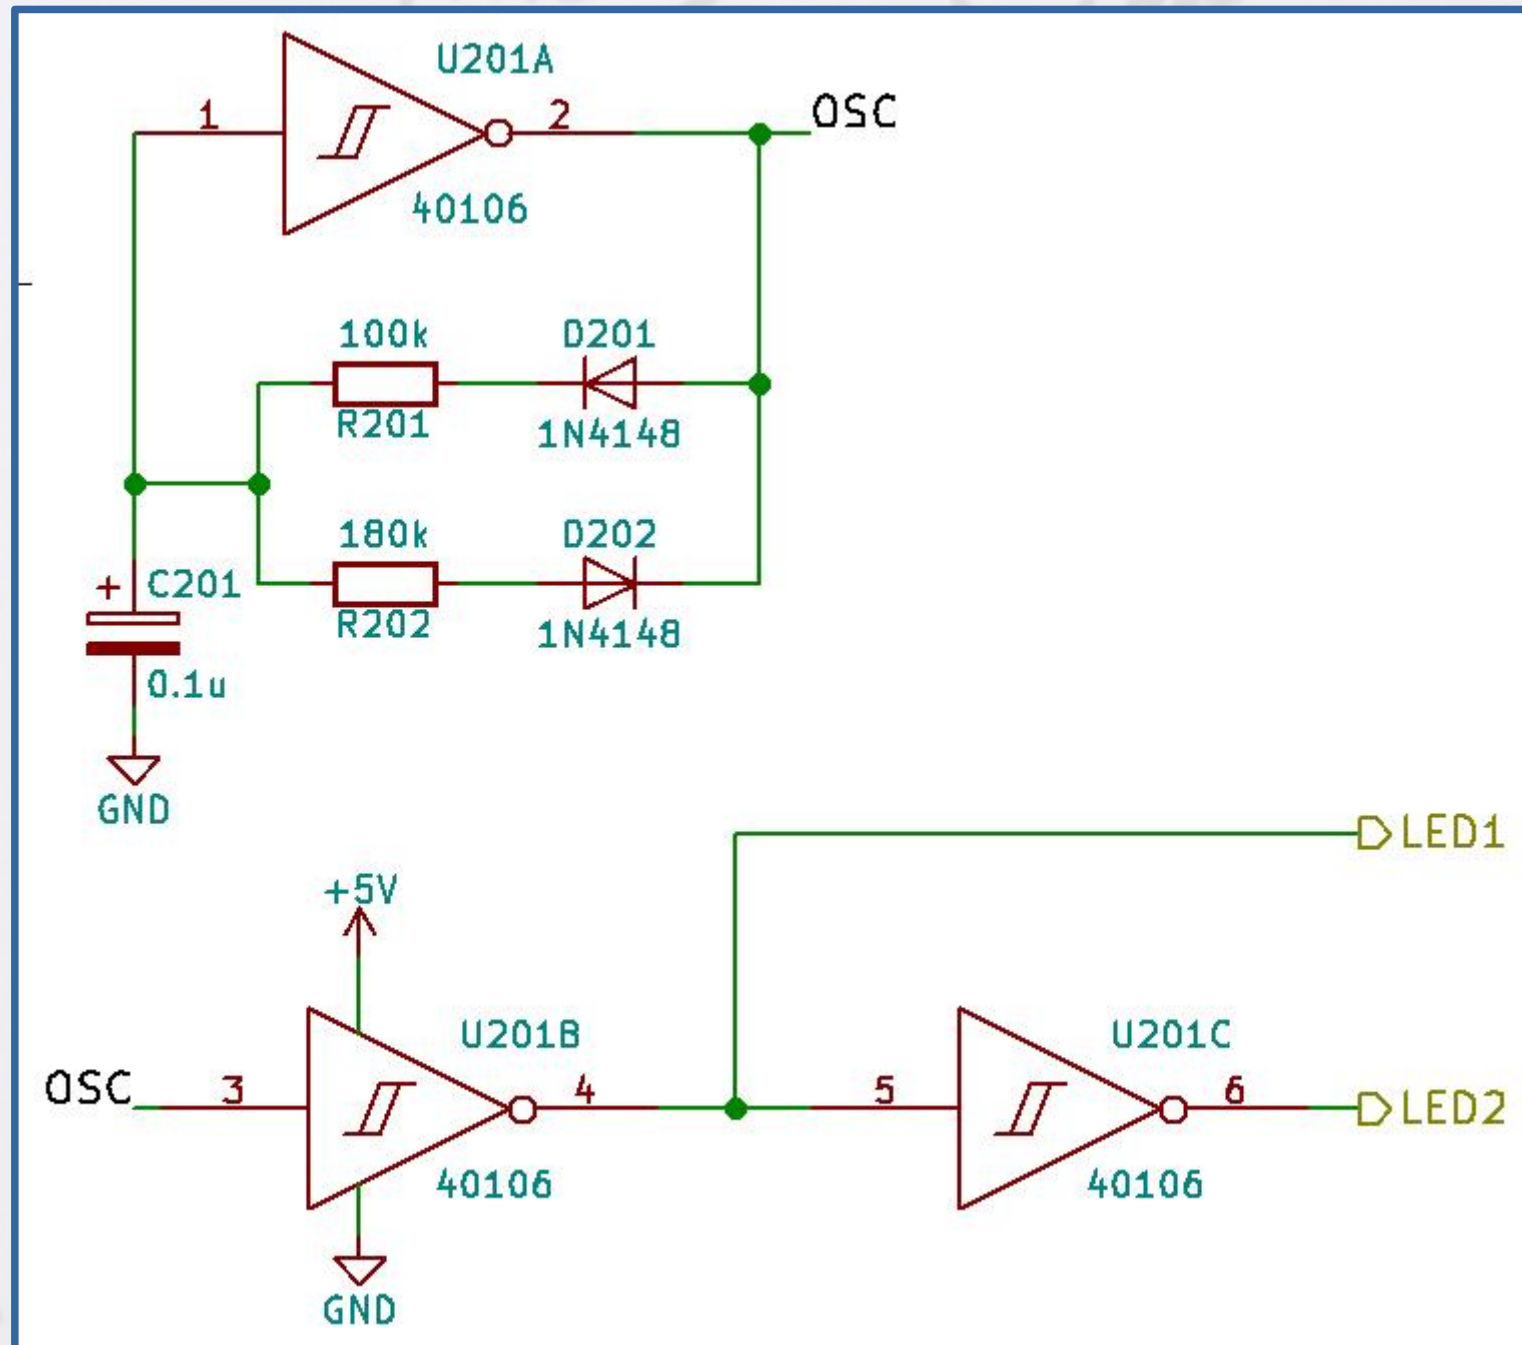 U201A
1
2
OSC
40106
100k
D201
R201
1N4148
180k
D202
+
C201
R202
1N4148
0.1u
GND
LED1
+5V
U201B
U201C
OSC
3
4
5
6
LED2
40106
40106
GND